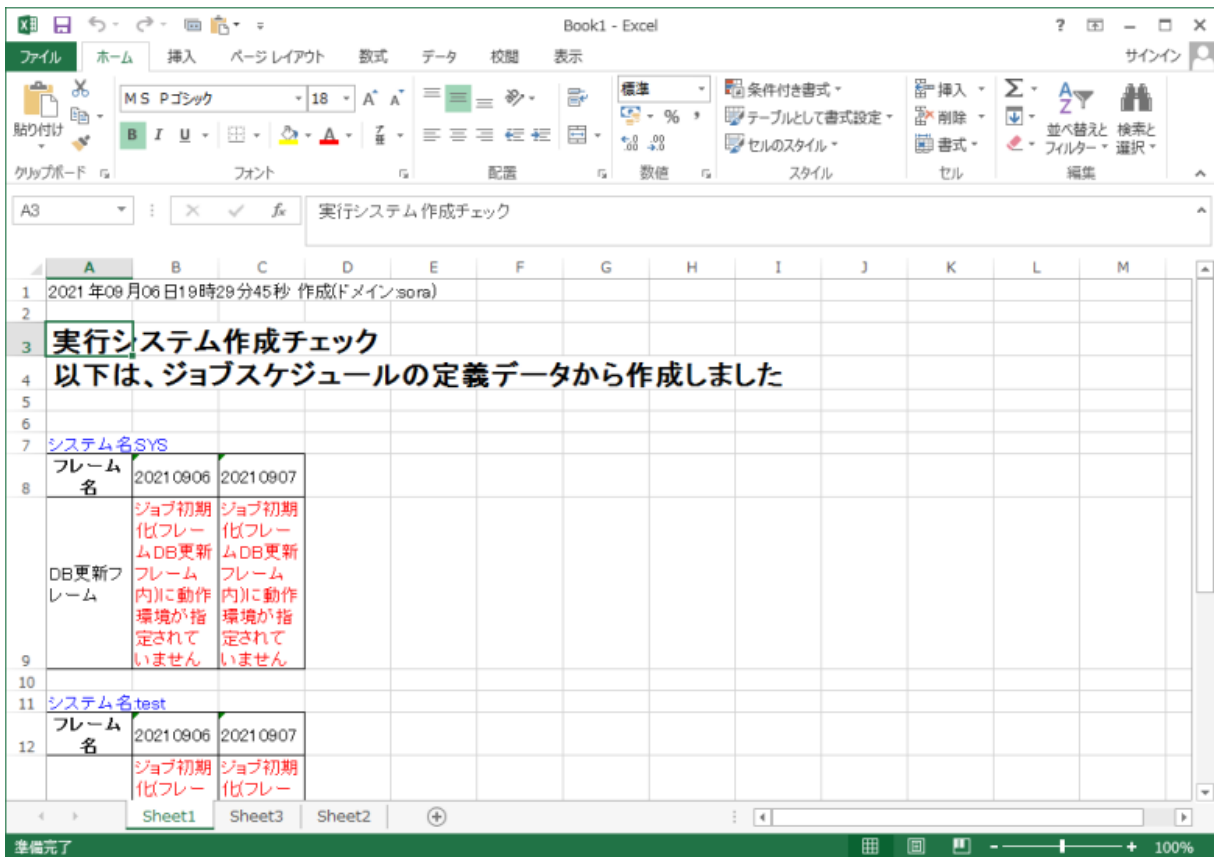 Book1 - Excel
ファイル ホーム 挿入 ページ レイアウト 数式 データ 校閲 表示 サインイン
貼り付け
ＭＳ Ｐゴシック 18
標準
条件付き書式
テーブルとして書式設定
セルのスタイル
挿入
削除
書式
並べ替えと
フィルター
検索と
選択
クリップボード フォント 配置 数値 スタイル セル 編集
A3 fx 実行システム作成チェック
A B C D E F G H I J K L M
1 2021年09月06日19時29分45秒 作成(ドメイン:sora)
2
3 実行システム作成チェック
4 以下は、ジョブスケジュールの定義データから作成しました
5
6
7 システム名:SYS
8 フレーム名 20210906 20210907
9 DB更新フレーム
ジョブ初期化(フレームDB更新フレーム内)に動作環境が指定されていません
ジョブ初期化(フレームDB更新フレーム内)に動作環境が指定されていません
10
11 システム名:test
12 フレーム名 20210906 20210907
ジョブ初期化(フレー
ジョブ初期化(フレー
Sheet1 Sheet3 Sheet2
準備完了 100%